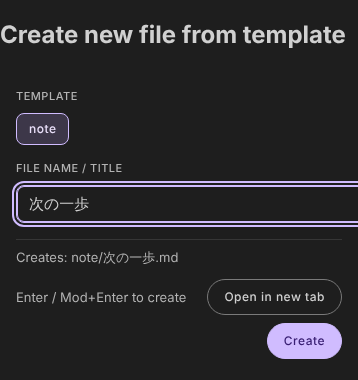 Create new file from template
TEMPLATE
note
FILE NAME / TITLE
次の一歩
Creates: note/次の一歩.md
Enter / Mod+Enter to create
Open in new tab
Create